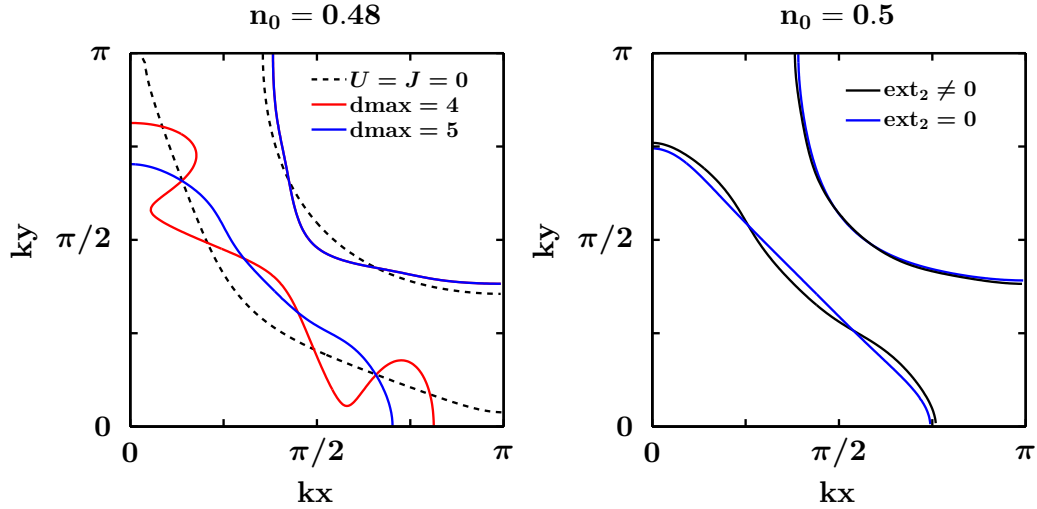 n₀ = 0.48
π
π/2
0
ky
0
π/2
π
kx
U = J = 0
dmax = 4
dmax = 5
n₀ = 0.5
π
π/2
0
ky
0
π/2
π
kx
ext₂ ≠ 0
ext₂ = 0